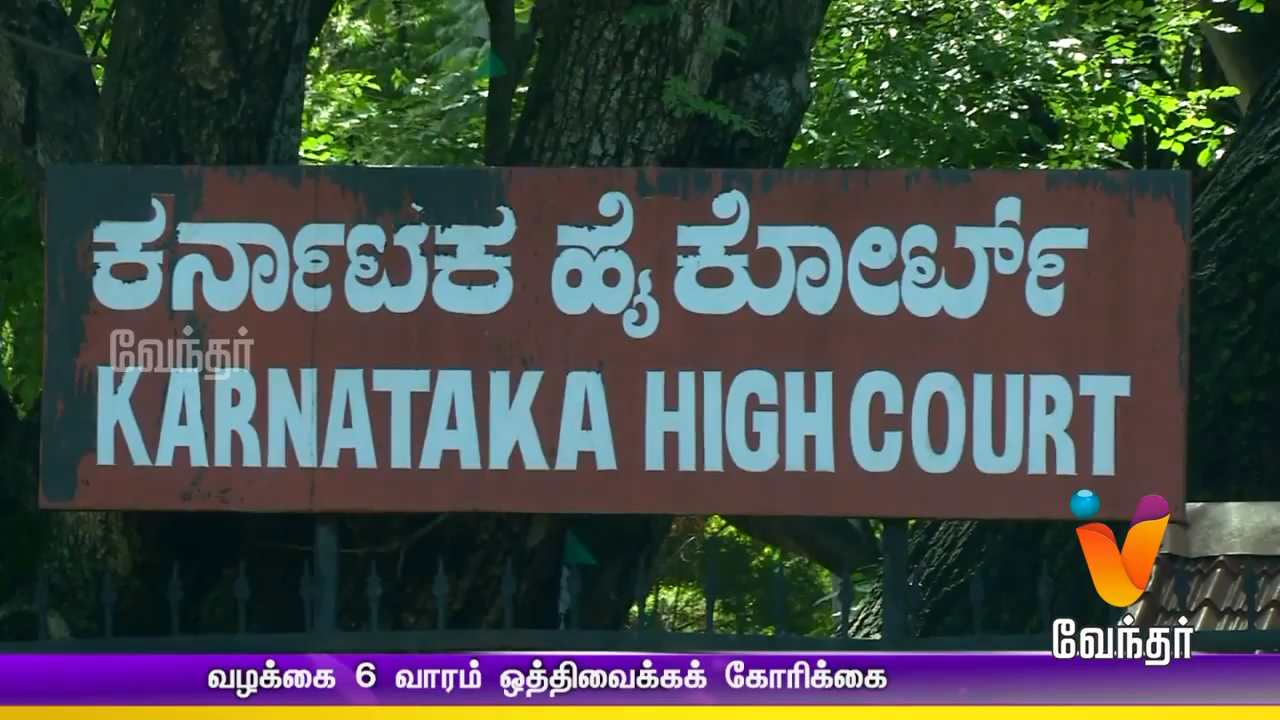 ಕರ್ನಾಟಕ ಹೈಕೋರ್ಟ್
வேந்தர்
KARNATAKA HIGH COURT
வேந்தர்
வழக்கை 6 வாரம் ஒத்திவைக்கக் கோரிக்கை